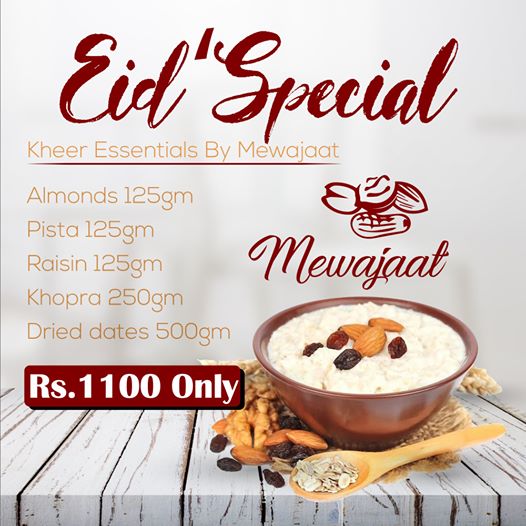 Eid'Special
Kheer Essentials By Mewajaat
Almonds 125gm
Pista 125gm
Raisin 125gm
Khopra 250gm
Dried dates 500gm
Mewajaat
Rs.1100 Only